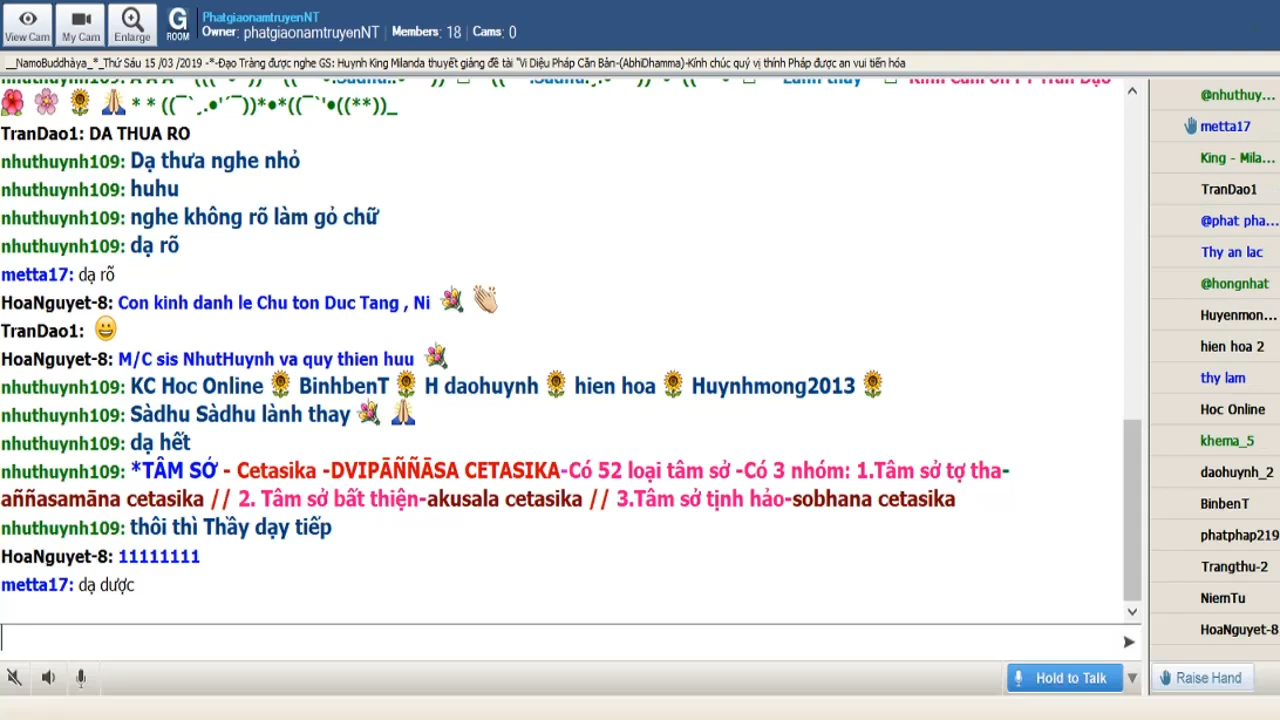 PhatgiaonamtruyenNT
G ROOM
Owner: phatgiaonamtruyenNT | Members: 18 | Cams: 0
View Cam My Cam Enlarge
__NamoBuddhàya_*_Thứ Sáu 15 /03 /2019 -*-Đạo Tràng được nghe GS: Huynh King Milanda thuyết giảng đề tài "Vi Diệu Pháp Căn Bản-(AbhiDhamma)-Kính chúc quý vị thính Pháp được an vui tiến hóa
TranDao1: DA THUA RO
nhuthuynh109: Dạ thưa nghe nhỏ
nhuthuynh109: huhu
nhuthuynh109: nghe không rõ làm gỏ chữ
nhuthuynh109: dạ rõ
metta17: dạ rõ
HoaNguyet-8: Con kinh danh le Chu ton Duc Tang , Ni
TranDao1:
HoaNguyet-8: M/C sis NhutHuynh va quy thien huu
nhuthuynh109: KC Hoc Online BinhbenT H daohuynh hien hoa Huynhmong2013
nhuthuynh109: Sàdhu Sàdhu lành thay
nhuthuynh109: dạ hết
nhuthuynh109: *TÂM SỞ - Cetasika -DVIPĀÑÑĀSA CETASIKA-Có 52 loại tâm sở -Có 3 nhóm: 1.Tâm sở tợ tha-
aññasamāna cetasika // 2. Tâm sở bất thiện-akusala cetasika // 3.Tâm sở tịnh hảo-sobhana cetasika
nhuthuynh109: thôi thì Thầy dạy tiếp
HoaNguyet-8: 11111111
metta17: dạ dược
@nhuthuy...
metta17
King - Mila...
TranDao1
@phat pha...
Thy an lac
@hongnhat
Huyenmon...
hien hoa 2
thy lam
Hoc Online
khema_5
daohuynh_2
BinbenT
phatphap219
Trangthu-2
NiemTu
HoaNguyet-8
Hold to Talk
Raise Hand